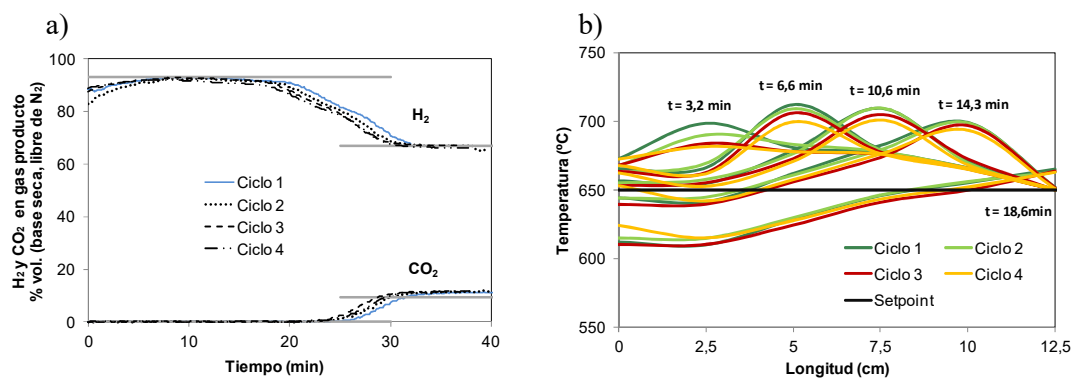 a)
H₂ y CO₂ en gas producto
% vol. (base seca, libre de N₂)
100
80
60
40
20
0
H₂
Ciclo 1
Ciclo 2
Ciclo 3
Ciclo 4
CO₂
0 10 20 30 40
Tiempo (min)
b)
Temperatura (ºC)
750
700
650
600
550
t = 3,2 min
t = 6,6 min
t = 10,6 min
t = 14,3 min
t = 18,6min
Ciclo 1 Ciclo 2
Ciclo 3 Ciclo 4
Setpoint
0 2,5 5 7,5 10 12,5
Longitud (cm)